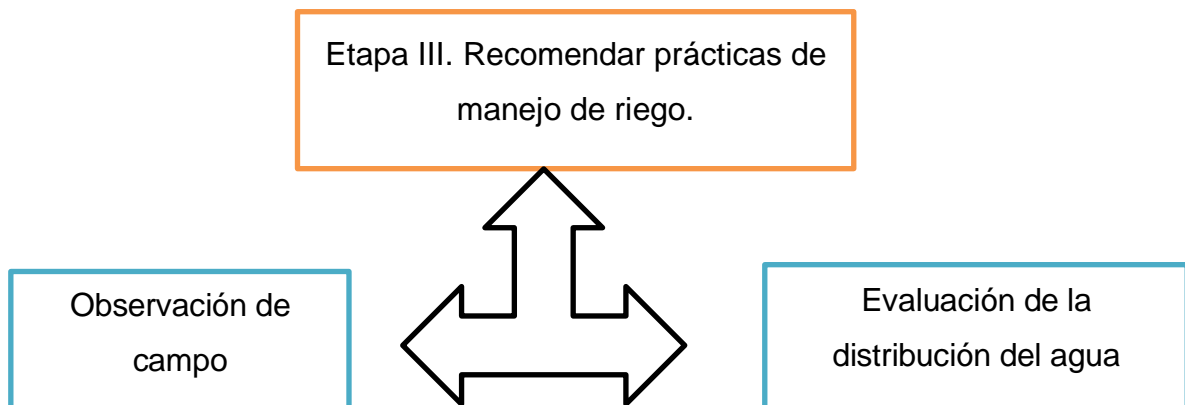 Etapa III. Recomendar prácticas de
manejo de riego.
Observación de
campo
Evaluación de la
distribución del agua